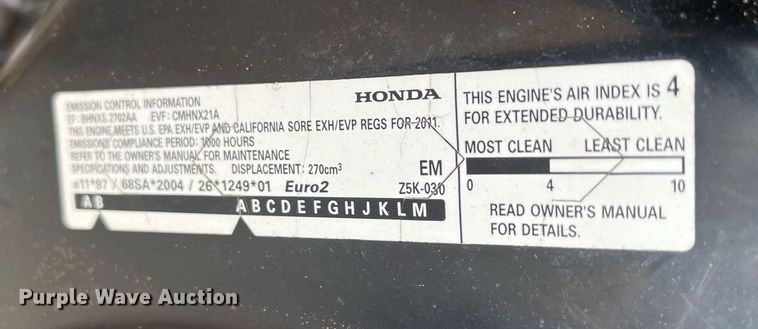 EMISSION CONTROL INFORMATION
HONDA
EF: BHNXS.2702AA EVF: CMHNX21A
THIS ENGINE MEETS U.S. EPA EXH/EVP AND CALIFORNIA SORE EXH/EVP REGS FOR 2011.
EMISSIONS COMPLIANCE PERIOD: 1000 HOURS
REFER TO THE OWNER'S MANUAL FOR MAINTENANCE
SPECIFICATIONS AND ADJUSTMENTS. DISPLACEMENT: 270cm³ EM
e11*97 / 68SA*2004 / 26*1249*01 Euro2 Z5K-030
AB ABCDEFGHJKLM
THIS ENGINE'S AIR INDEX IS 4
FOR EXTENDED DURABILITY.
MOST CLEAN LEAST CLEAN
0 4 10
READ OWNER'S MANUAL
FOR DETAILS.
Purple Wave Auction